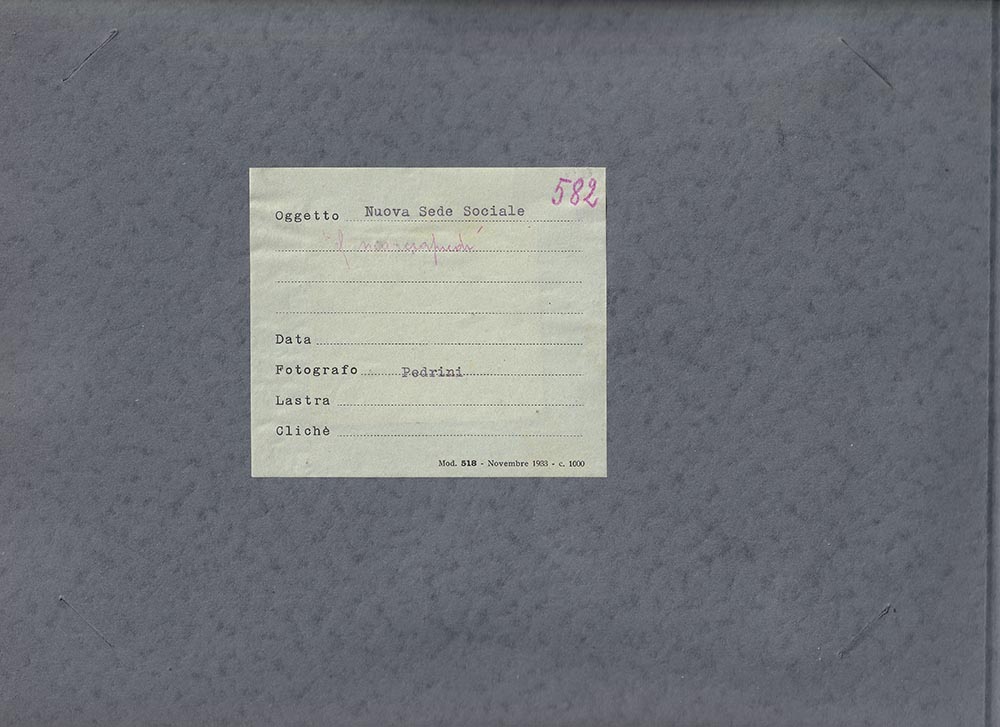 582
Oggetto Nuova Sede Sociale
Data
Fotografo Pedrini
Lastra
Clichè
Mod. 518 - Novembre 1933 - c. 1000